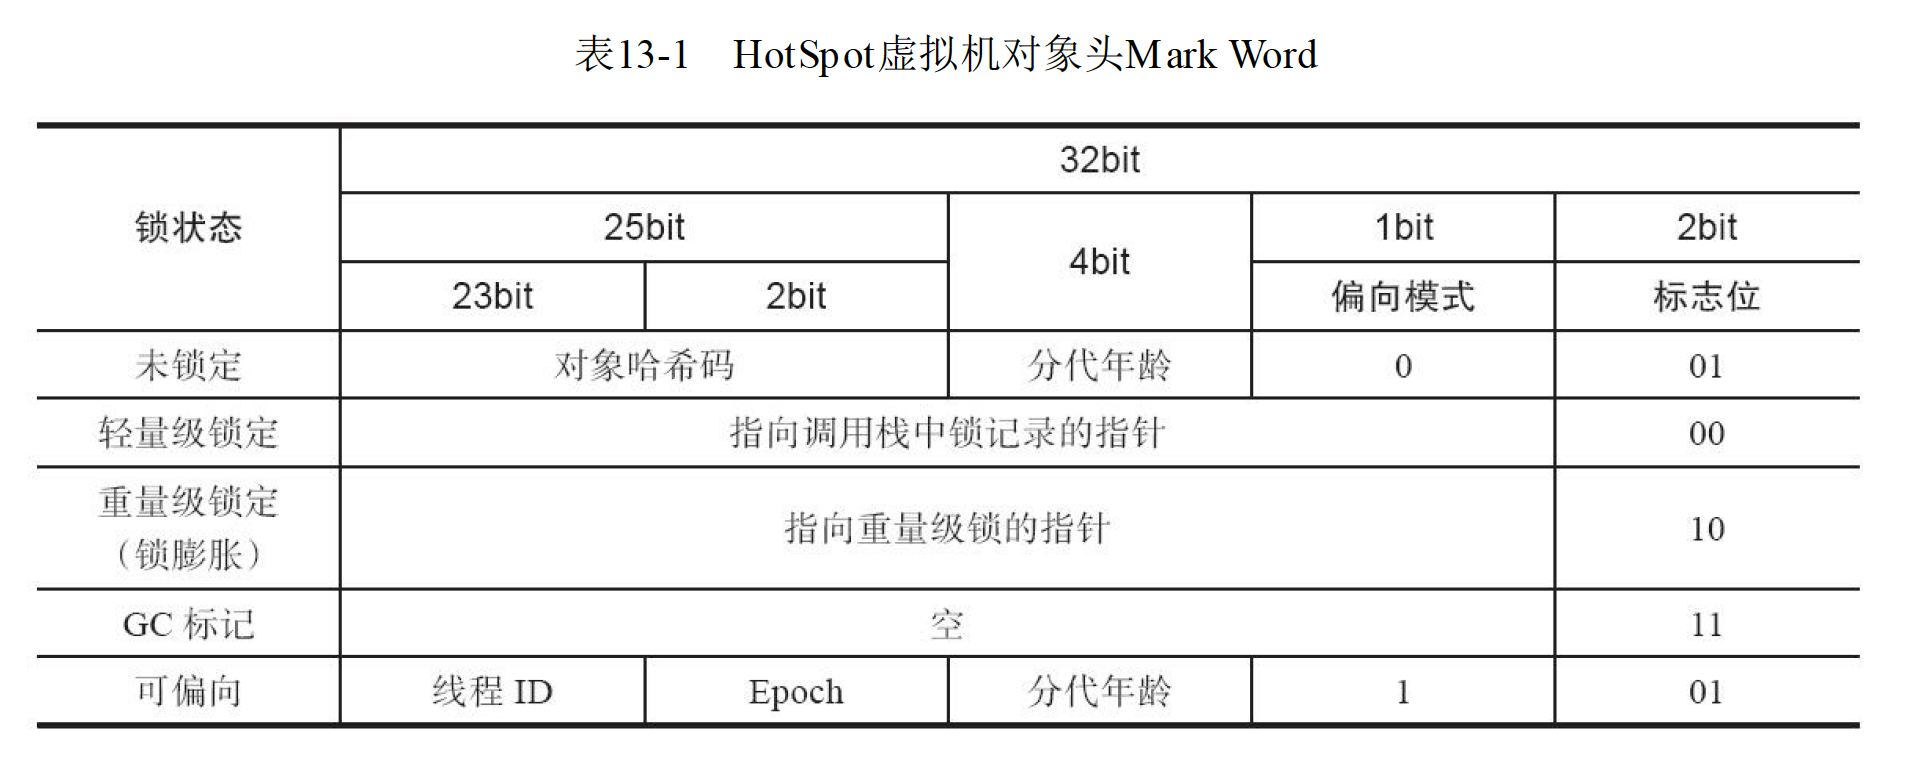 表13-1 HotSpot虚拟机对象头Mark Word
锁状态
32bit
25bit
4bit
1bit
2bit
23bit
2bit
偏向模式
标志位
未锁定
对象哈希码
分代年龄
0
01
轻量级锁定
指向调用栈中锁记录的指针
00
重量级锁定
（锁膨胀）
指向重量级锁的指针
10
GC 标记
空
11
可偏向
线程 ID
Epoch
分代年龄
1
01